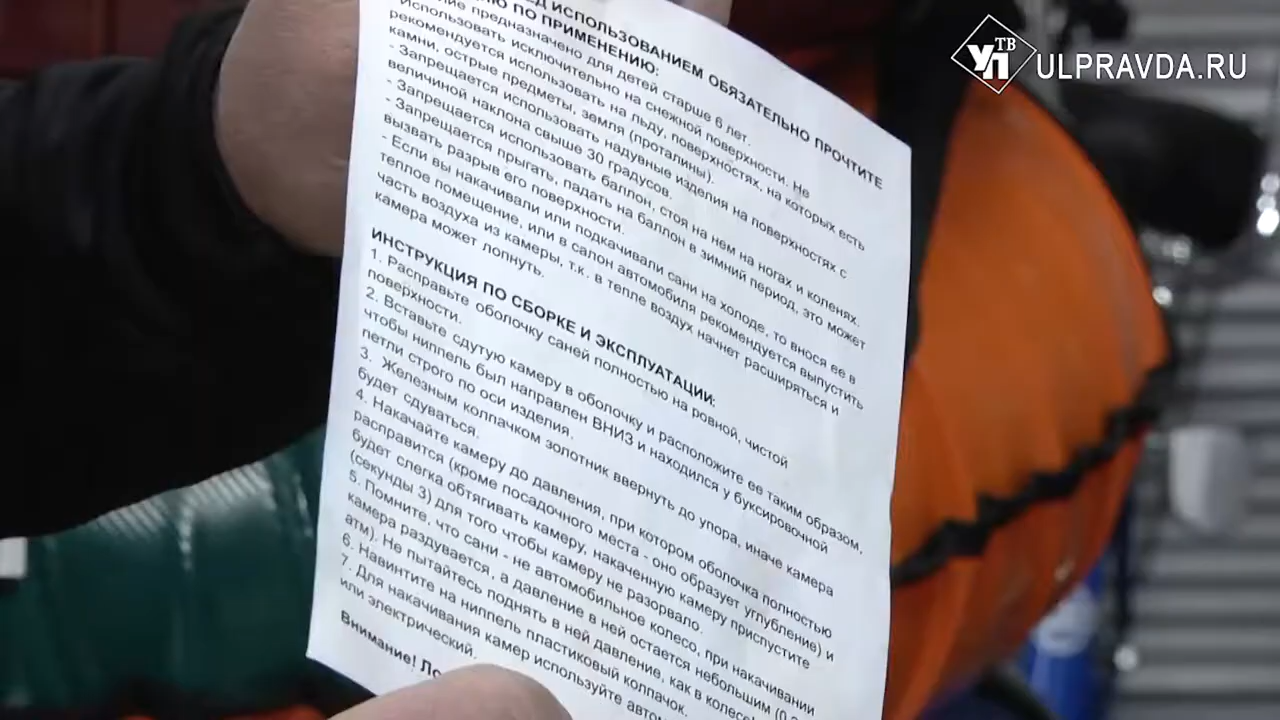 УП ТВ
ULPRAVDA.RU
ЕД ИСПОЛЬЗОВАНИЕМ ОБЯЗАТЕЛЬНО ПРОЧТИТЕ
ПО ПРИМЕНЕНИЮ:
предназначено для детей старше 6 лет.
Использовать исключительно на снежной поверхности. Не
рекомендуется использовать на льду, поверхностях, на которых есть
камни, острые предметы, земля (проталины).
- Запрещается использовать надувные изделия на поверхностях с
величиной наклона свыше 30 градусов.
- Запрещается использовать баллон, стоя на нем на ногах и коленях.
- Запрещается прыгать, падать на баллон в зимний период, это может
вызвать разрыв его поверхности.
- Если вы накачивали или подкачивали сани на холоде, то внося ее в
теплое помещение, или в салон автомобиля рекомендуется выпустить
часть воздуха из камеры, т.к. в тепле воздух начнет расширяться и
камера может лопнуть.
ИНСТРУКЦИЯ ПО СБОРКЕ И ЭКСПЛУАТАЦИИ:
1. Расправьте оболочку саней полностью на ровной, чистой
поверхности.
2. Вставьте сдутую камеру в оболочку и расположите ее таким образом,
чтобы ниппель был направлен ВНИЗ и находился у буксировочной
петли строго по оси изделия.
3. Железным колпачком золотник ввернуть до упора, иначе камера
будет сдуваться.
4. Накачайте камеру до давления, при котором оболочка полностью
расправится (кроме посадочного места - оно образует углубление) и
будет слегка обтягивать камеру, накаченную камеру приспустите
(секунды 3) для того чтобы камеру не разорвало.
5. Помните, что сани - не автомобильное колесо, при накачивании
камера раздувается, а давление в ней остается небольшим (0,
атм). Не пытайтесь поднять в ней давление, как в колесе!
6. Навинтите на ниппель пластиковый колпачок.
7. Для накачивания камер используйте
или электрический.
Внимание!